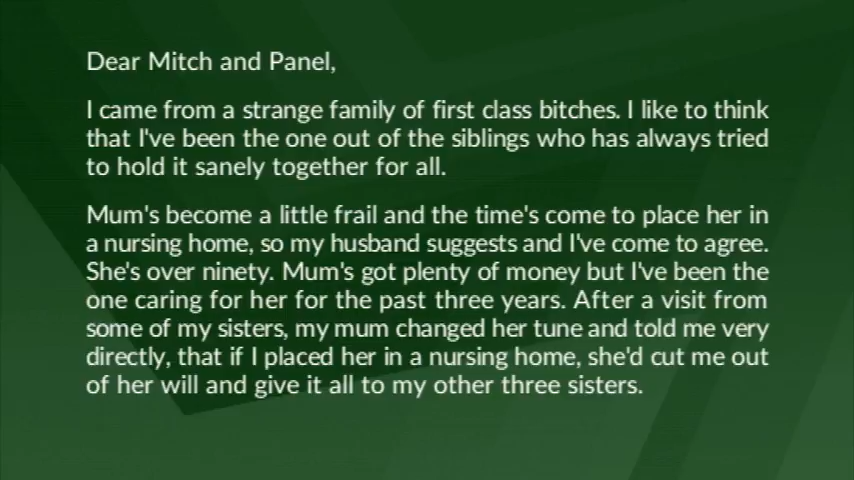 Dear Mitch and Panel,
I came from a strange family of first class bitches. I like to think
that I've been the one out of the siblings who has always tried
to hold it sanely together for all.
Mum's become a little frail and the time's come to place her in
a nursing home, so my husband suggests and I've come to agree.
She's over ninety. Mum's got plenty of money but I've been the
one caring for her for the past three years. After a visit from
some of my sisters, my mum changed her tune and told me very
directly, that if I placed her in a nursing home, she'd cut me out
of her will and give it all to my other three sisters.